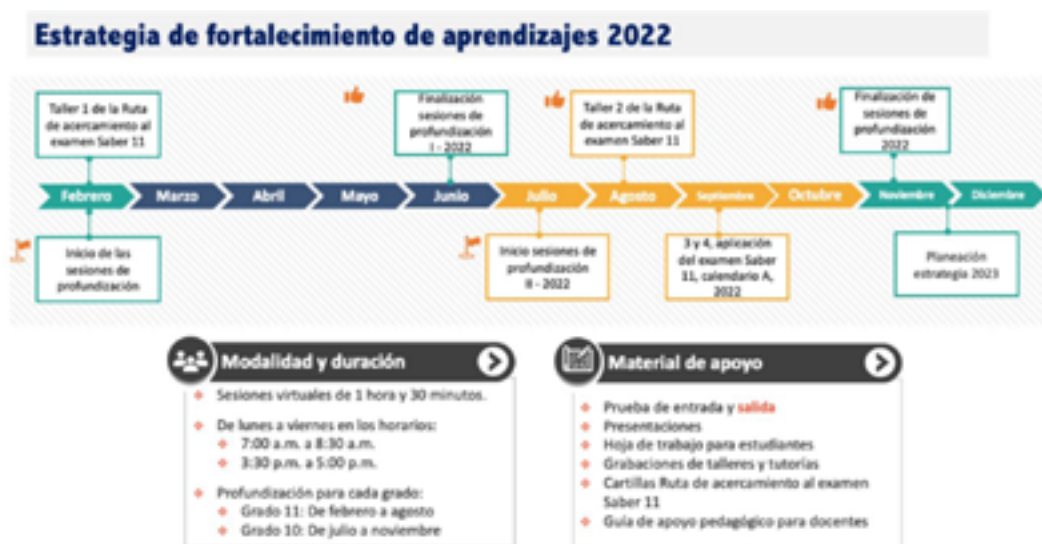 Estrategia de fortalecimiento de aprendizajes 2022
Taller 1 de la Ruta
de acercamiento al
examen Saber 11
Finalización
sesiones de
profundización
I - 2022
Taller 2 de la Ruta
de acercamiento al
examen Saber 11
Finalización de
sesiones de
profundización
2022
Febrero
Marzo
Abril
Mayo
Junio
Julio
Agosto
Septiembre
Octubre
Noviembre
Diciembre
Inicio de las
sesiones de
profundización
Inicio sesiones de
profundización
II - 2022
3 y 4, aplicación
del examen Saber
11, calendario A,
2022
Planeación
estrategia 2023
Modalidad y duración
Sesiones virtuales de 1 hora y 30 minutos.
De lunes a viernes en los horarios:
7:00 a.m. a 8:30 a.m.
3:30 p.m. a 5:00 p.m.
Profundización para cada grado:
Grado 11: De febrero a agosto
Grado 10: De julio a noviembre
Material de apoyo
Prueba de entrada y salida
Presentaciones
Hoja de trabajo para estudiantes
Grabaciones de talleres y tutorías
Cartillas Ruta de acercamiento al examen
Saber 11
Guía de apoyo pedagógico para docentes